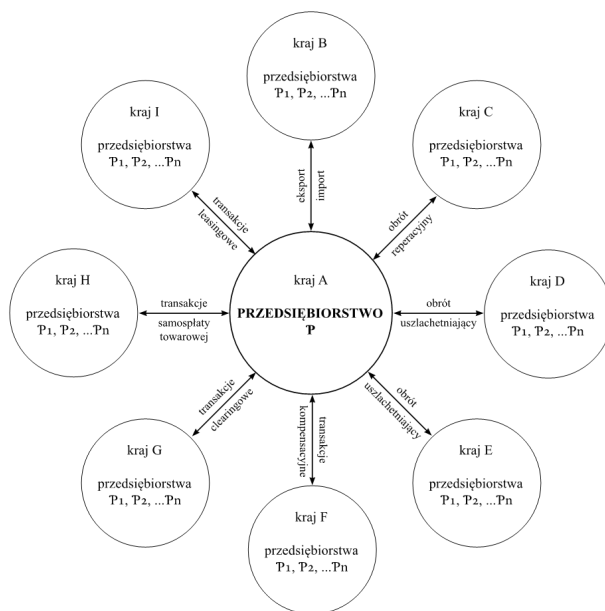 kraj B
przedsiębiorstwa
P1, P2, ...Pn
kraj I
przedsiębiorstwa
P1, P2, ...Pn
kraj C
przedsiębiorstwa
P1, P2, ...Pn
eksport
import
transakcje
leasingowe
obrót
reperacyjny
kraj A
PRZEDSIĘBIORSTWO
P
kraj H
przedsiębiorstwa
P1, P2, ...Pn
transakcje
samospłaty
towarowej
obrót
uszlachetniający
kraj D
przedsiębiorstwa
P1, P2, ...Pn
transakcje
clearingowe
transakcje
kompensacyjne
obrót
uszlachetniający
kraj G
przedsiębiorstwa
P1, P2, ...Pn
kraj E
przedsiębiorstwa
P1, P2, ...Pn
kraj F
przedsiębiorstwa
P1, P2, ...Pn